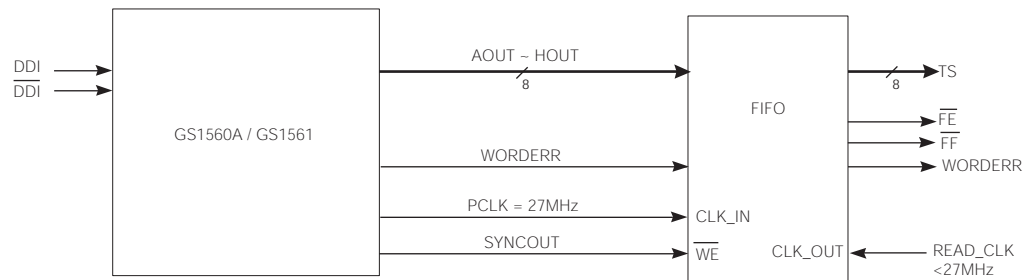 DDI
DDI
GS1560A / GS1561
AOUT ~ HOUT
8
WORDERR
PCLK = 27MHz
SYNCOUT
FIFO
CLK_IN
WE
CLK_OUT
8
TS
FE
FF
WORDERR
READ_CLK
<27MHz